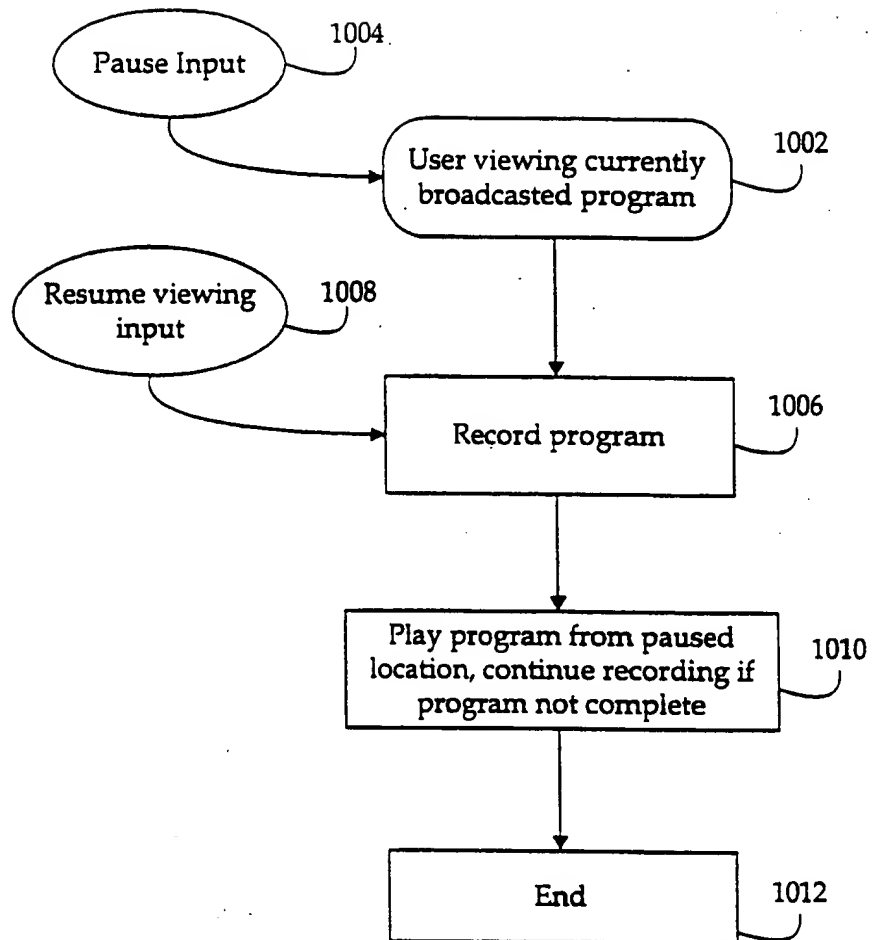 1004
Pause Input
User viewing currently
broadcasted program
1002
Resume viewing
input
1008
Record program
1006
Play program from paused
location, continue recording if
program not complete
1010
End
1012